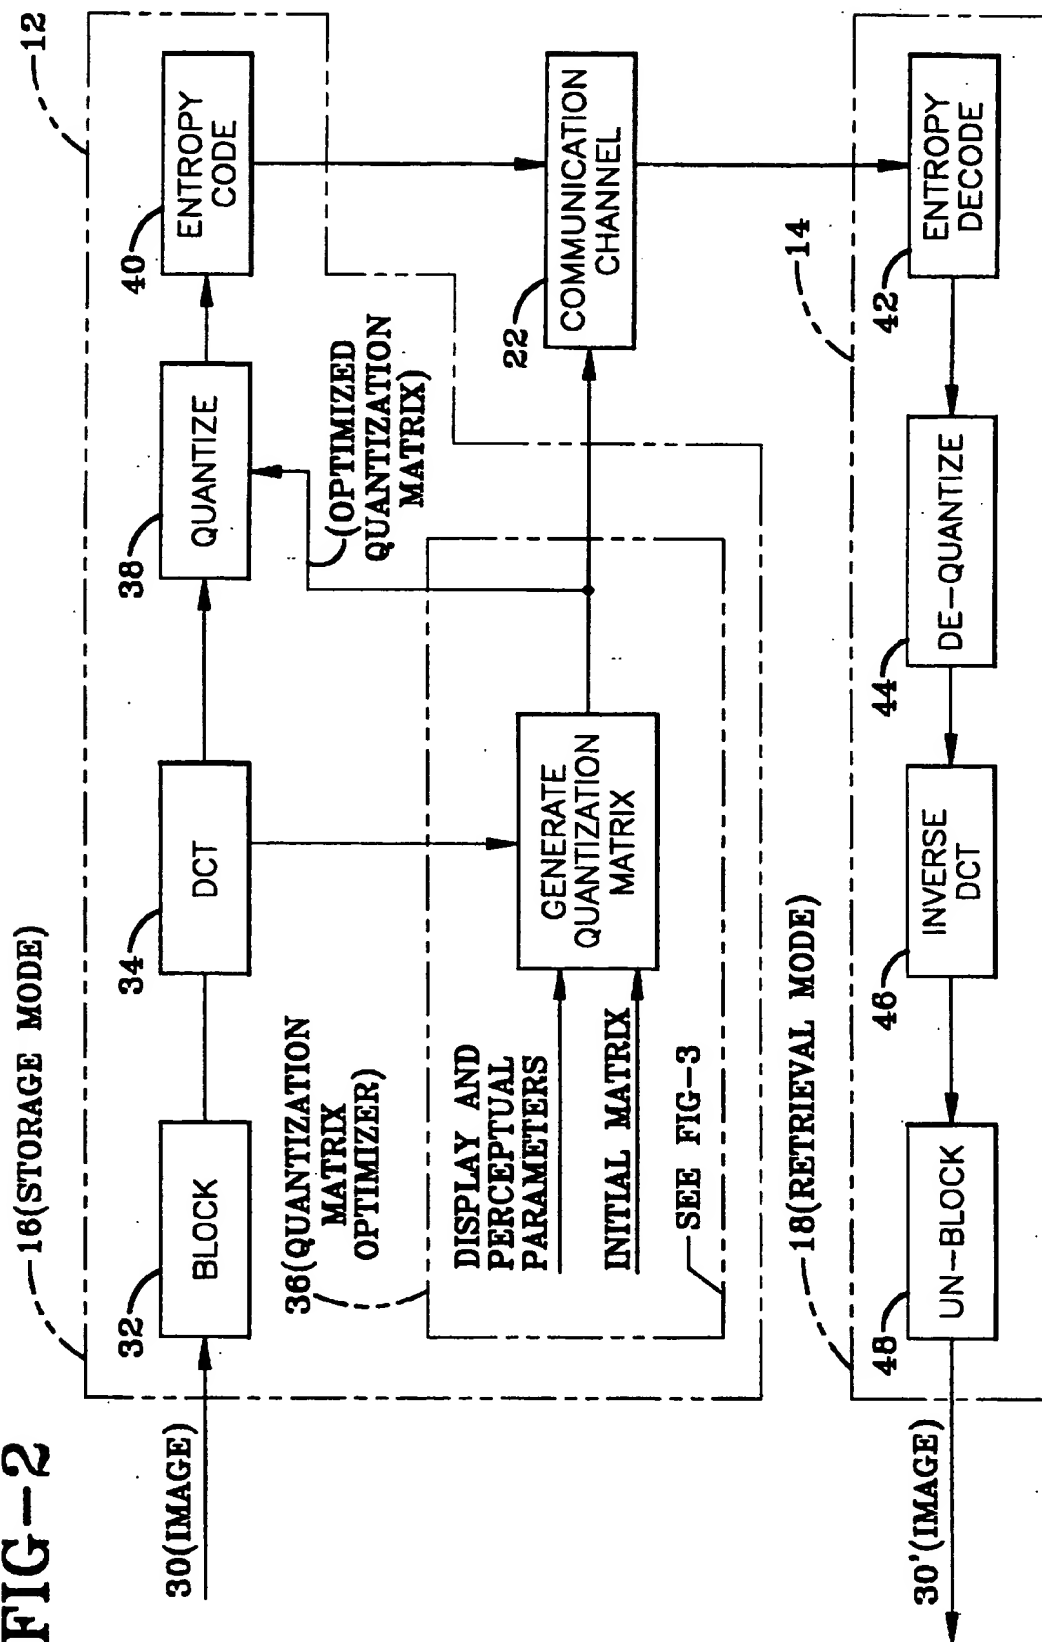 FIG-2
16(STORAGE MODE)
12
30(IMAGE)
32
BLOCK
34
DCT
38
QUANTIZE
40
ENTROPY
CODE
36(QUANTIZATION
MATRIX
OPTIMIZER)
(OPTIMIZED
QUANTIZATION
MATRIX)
DISPLAY AND
PERCEPTUAL
PARAMETERS
INITIAL MATRIX
GENERATE
QUANTIZATION
MATRIX
SEE FIG-3
22
COMMUNICATION
CHANNEL
18(RETRIEVAL MODE)
14
30'(IMAGE)
48
UN-BLOCK
46
INVERSE
DCT
44
DE-QUANTIZE
42
ENTROPY
DECODE